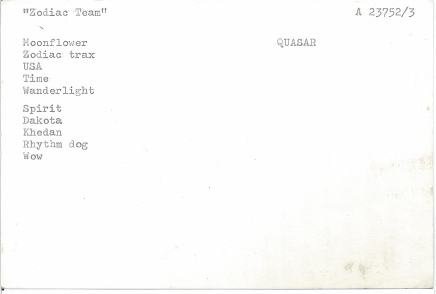 "Zodiac Team" A 23752/3
Moonflower QUASAR
Zodiac trax
USA
Time
Wanderlight
Spirit
Dakota
Khedan
Rhythm dog
Wow